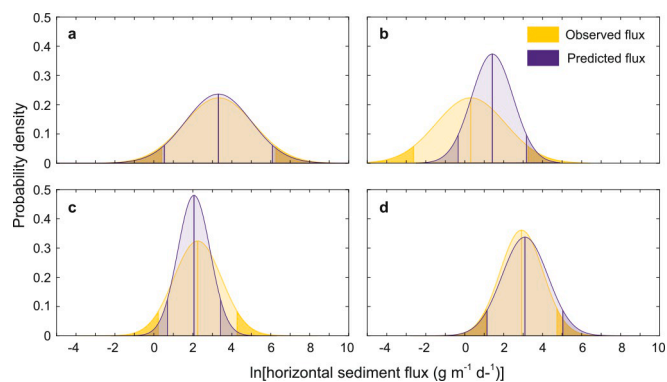 0.5
0.4
0.3
0.2
0.1
0
a
b
Observed flux
Predicted flux
Probability density
0.5
0.4
0.3
0.2
0.1
0
c
d
-4 -2 0 2 4 6 8 10
-4 -2 0 2 4 6 8 10
ln[horizontal sediment flux (g m⁻¹ d-¹)]